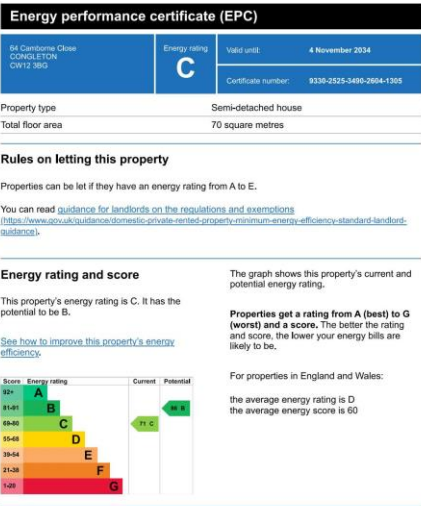 Energy performance certificate (EPC)
64 Camborne Close
CONGLETON
CW12 3BG
Energy rating
C
Valid until:
4 November 2034
Certificate number:
9330-2525-3490-2604-1305
Property type
Semi-detached house
Total floor area
70 square metres
Rules on letting this property
Properties can be let if they have an energy rating from A to E.
You can read guidance for landlords on the regulations and exemptions
(https://www.gov.uk/guidance/domestic-private-rented-property-minimum-energy-efficiency-standard-landlord-
guidance).
Energy rating and score
This property's energy rating is C. It has the
potential to be B.
See how to improve this property's energy
efficiency.
The graph shows this property's current and
potential energy rating.
Properties get a rating from A (best) to G
(worst) and a score. The better the rating
and score, the lower your energy bills are
likely to be.
For properties in England and Wales:
the average energy rating is D
the average energy score is 60
Score Energy rating Current Potential
92+ A
81-91 B
69-80 C 71 C
55-68 D
39-54 E
21-38 F
1-20 G